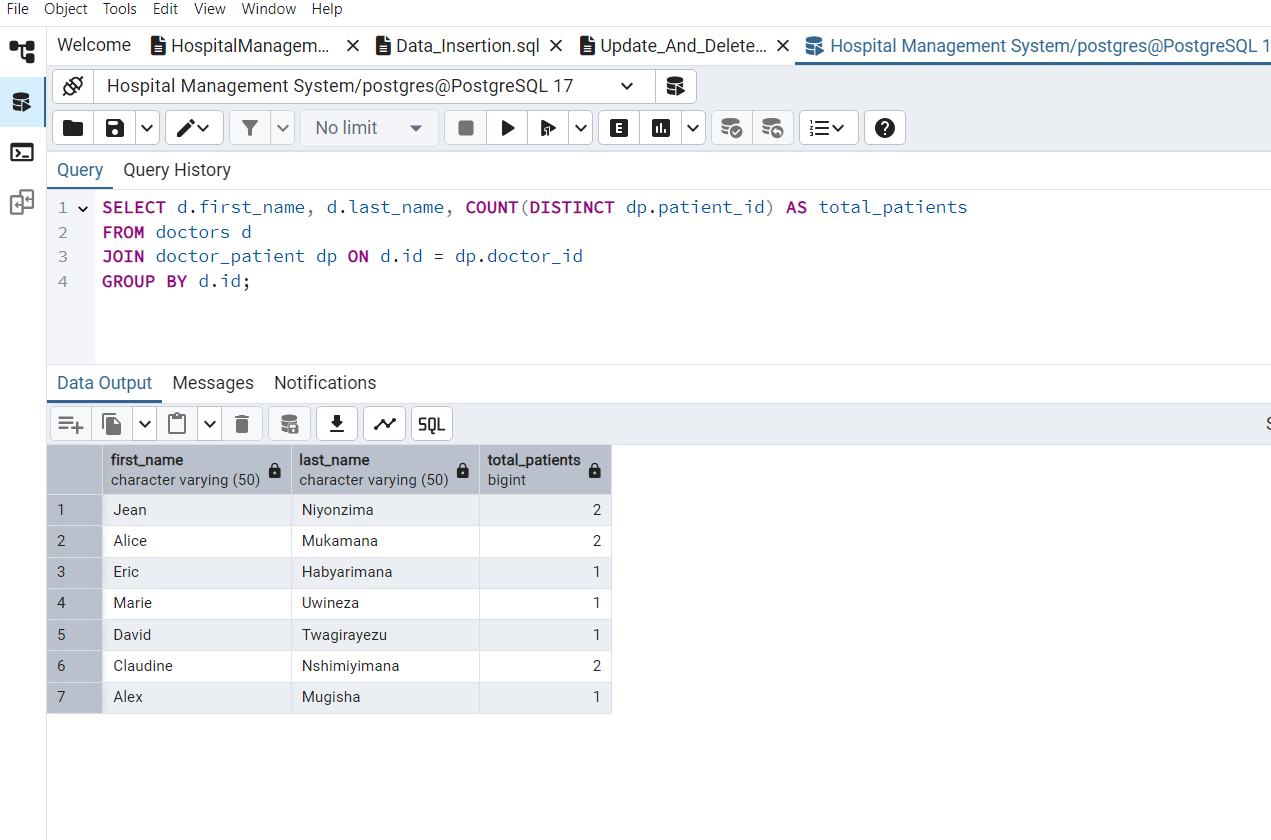 File Object Tools Edit View Window Help
Welcome HospitalManagem... Data_Insertion.sql Update_And_Delete... Hospital Management System/postgres@PostgreSQL 1
Hospital Management System/postgres@PostgreSQL 17
No limit E
Query Query History
1 SELECT d.first_name, d.last_name, COUNT(DISTINCT dp.patient_id) AS total_patients
2 FROM doctors d
3 JOIN doctor_patient dp ON d.id = dp.doctor_id
4 GROUP BY d.id;
Data Output Messages Notifications
SQL S
first_name last_name total_patients
character varying (50) character varying (50) bigint
1 Jean Niyonzima 2
2 Alice Mukamana 2
3 Eric Habyarimana 1
4 Marie Uwineza 1
5 David Twagirayezu 1
6 Claudine Nshimiyimana 2
7 Alex Mugisha 1